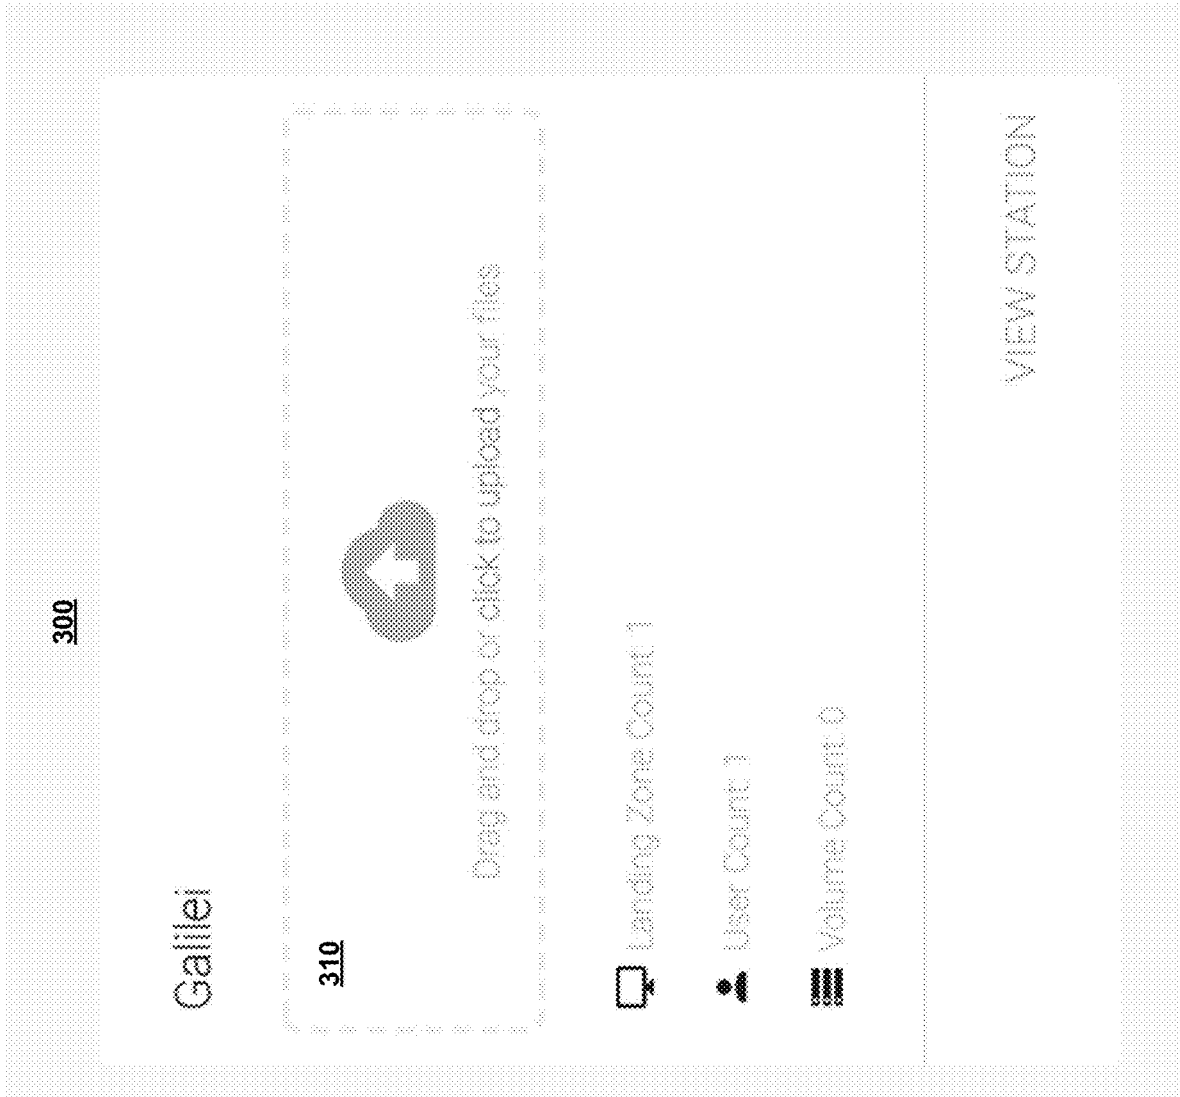 300
Galilei
310
Drag and drop or click to upload your files
Landing Zone Count: 1
User Count: 1
Volume Count: 0
VIEW STATION